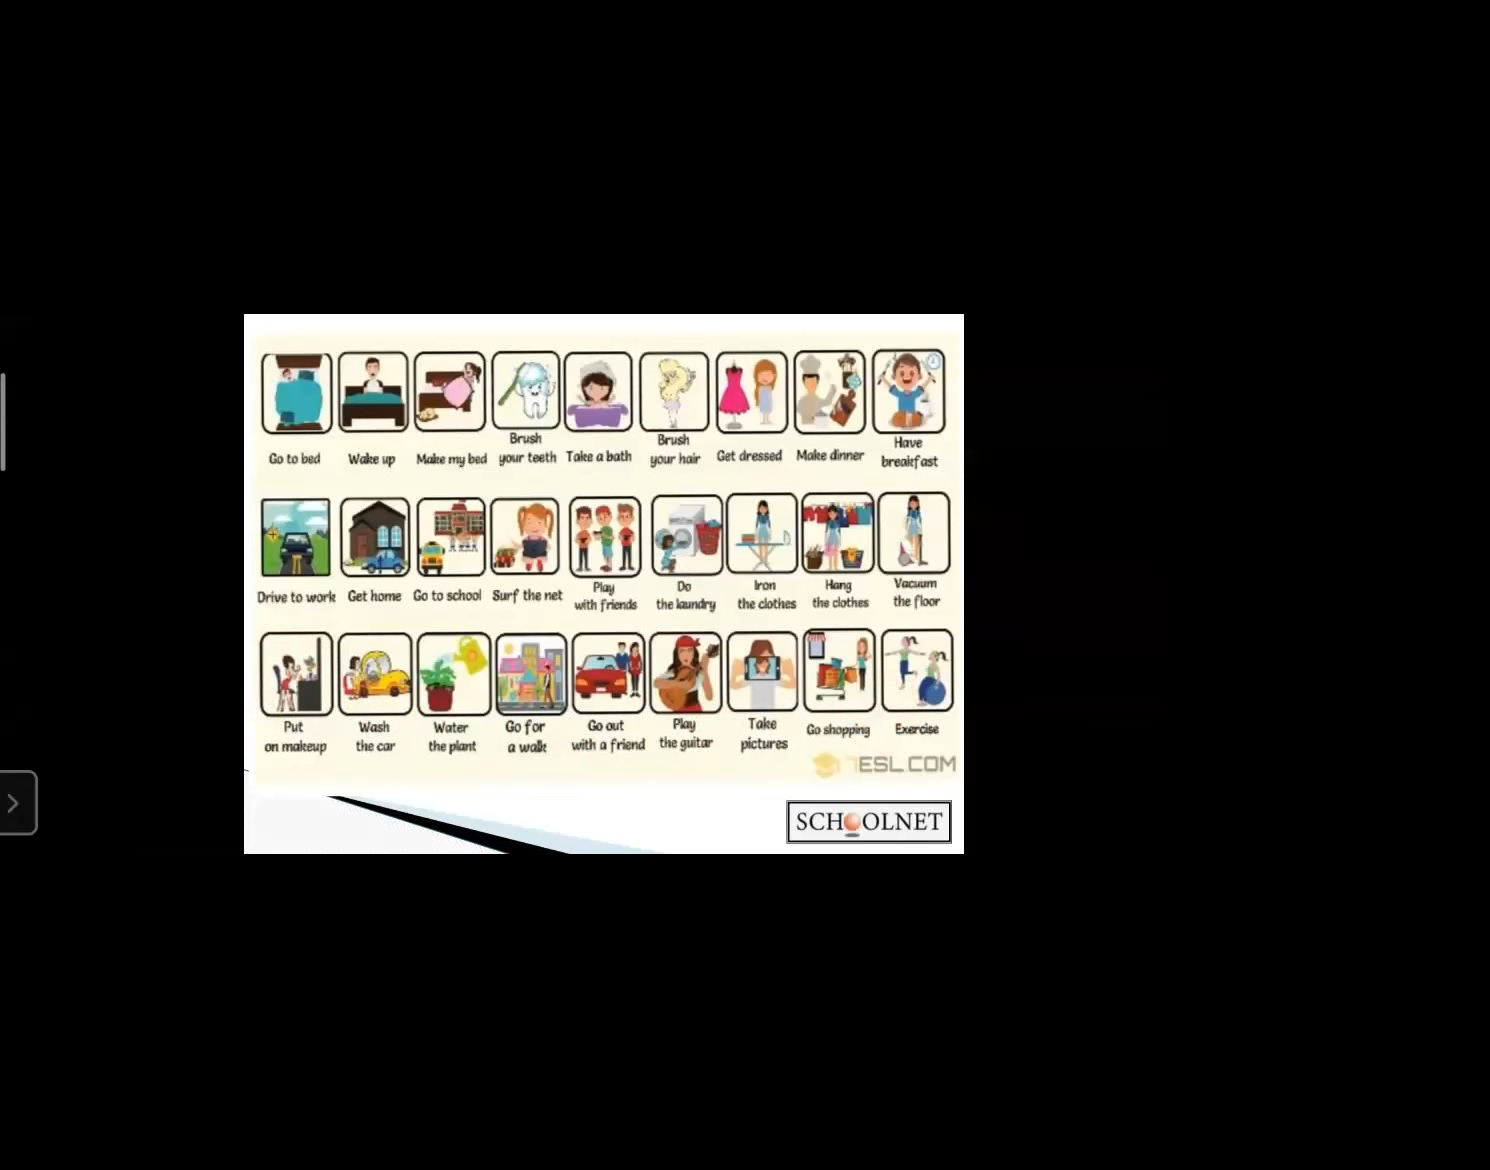 Go to bed
Wake up
Make my bed
Brush
your teeth
Take a bath
Brush
your hair
Get dressed
Make dinner
Have
breakfast
Drive to work
Get home
Go to school
Surf the net
Play
with friends
Do
the laundry
Iron
the clothes
Hang
the clothes
Vacuum
the floor
Put
on makeup
Wash
the car
Water
the plant
Go for
a walk
Go out
with a friend
Play
the guitar
Take
pictures
Go shopping
Exercise
7ESL.COM
SCHOOLNET